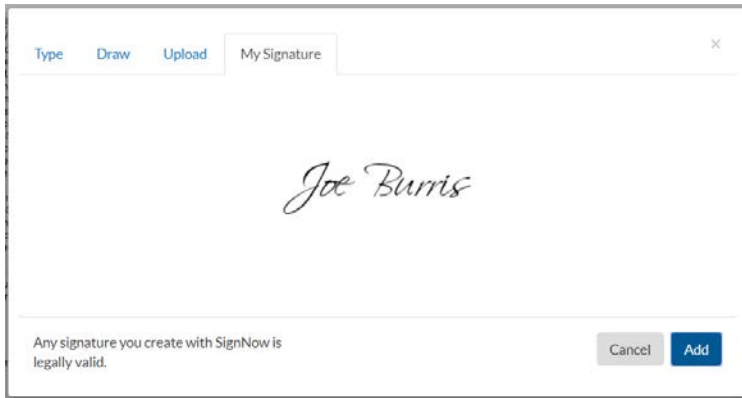 Type Draw Upload My Signature ×
Joe Burris
Any signature you create with SignNow is
legally valid.
Cancel Add